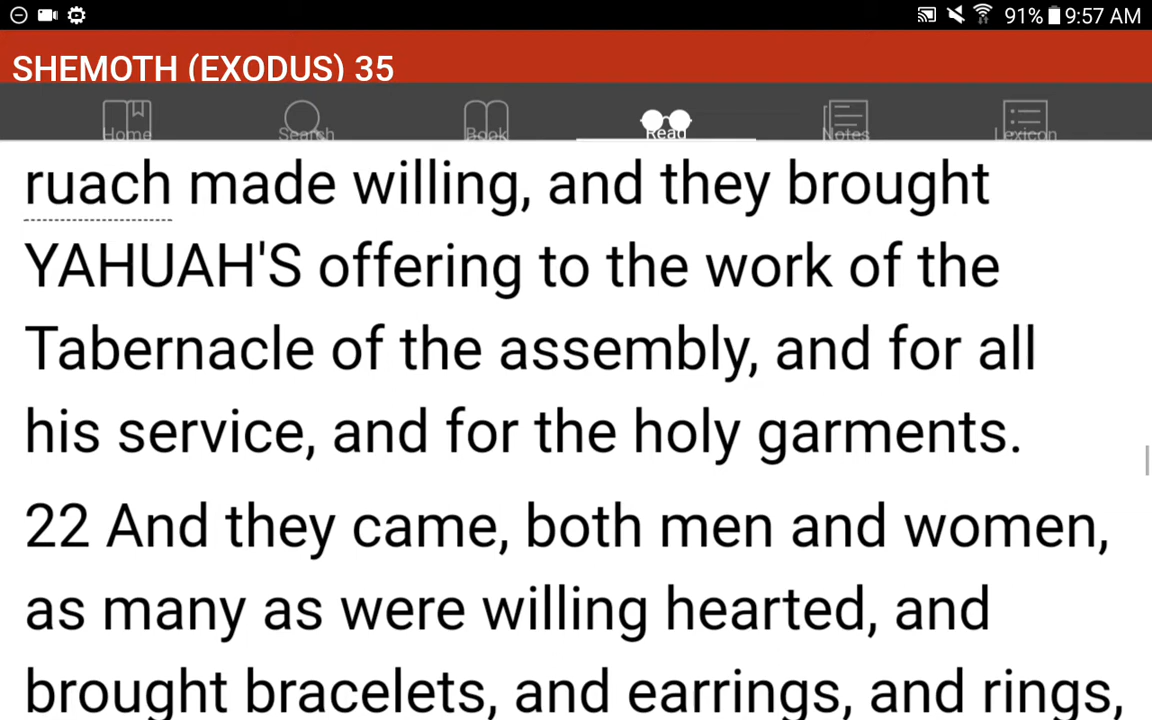 91% 9:57 AM
SHEMOTH (EXODUS) 35
Home Search Book Read Notes Lexicon
ruach made willing, and they brought
YAHUAH'S offering to the work of the
Tabernacle of the assembly, and for all
his service, and for the holy garments.
22 And they came, both men and women,
as many as were willing hearted, and
brought bracelets, and earrings, and rings,